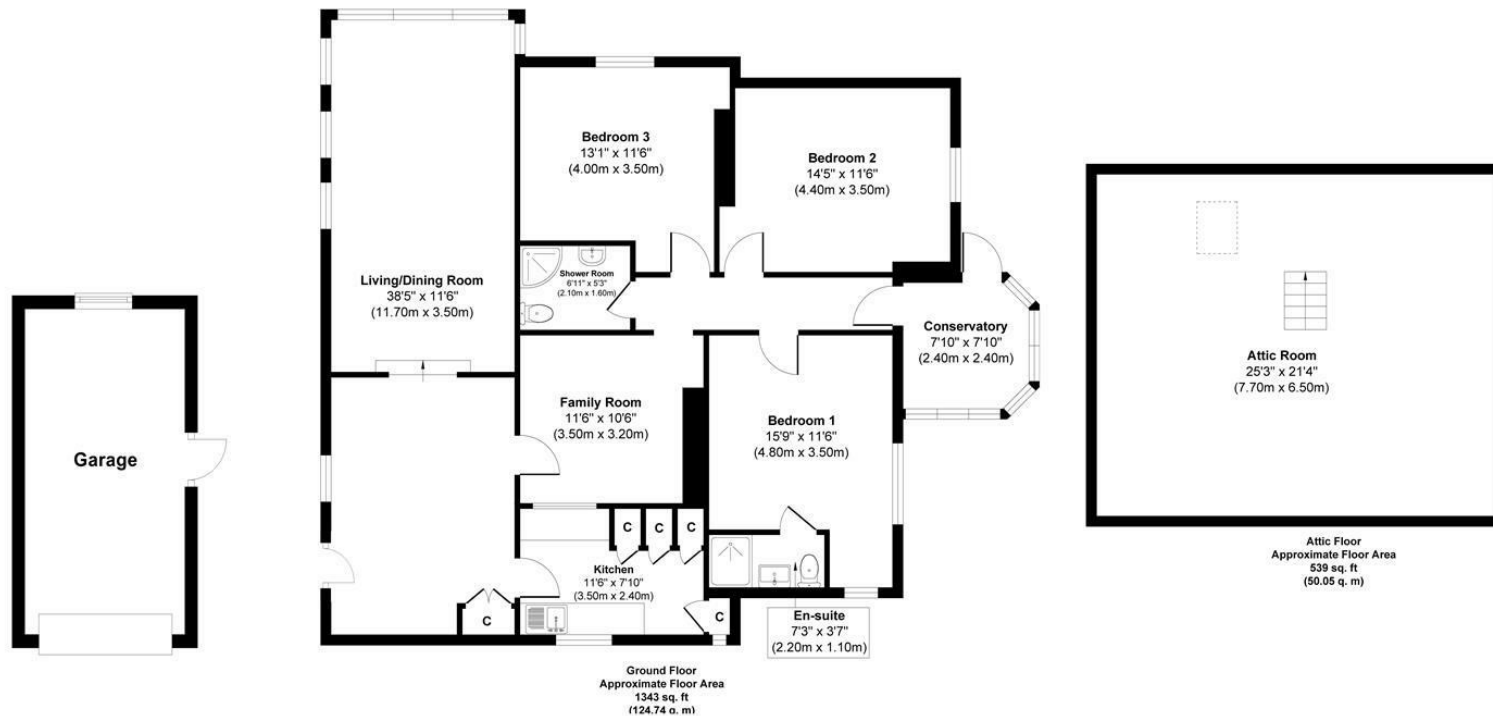 Bedroom 3
13'1" x 11'6"
(4.00m x 3.50m)
Bedroom 2
14'5" x 11'6"
(4.40m x 3.50m)
Living/Dining Room
38'5" x 11'6"
(11.70m x 3.50m)
Shower Room
6'11" x 5'3"
(2.10m x 1.60m)
Conservatory
7'10" x 7'10"
(2.40m x 2.40m)
Attic Room
25'3" x 21'4"
(7.70m x 6.50m)
Garage
Family Room
11'6" x 10'6"
(3.50m x 3.20m)
Bedroom 1
15'9" x 11'6"
(4.80m x 3.50m)
C
C
C
Kitchen
11'6" x 7'10"
(3.50m x 2.40m)
C
C
En-suite
7'3" x 3'7"
(2.20m x 1.10m)
Attic Floor
Approximate Floor Area
539 sq. ft
(50.05 q. m)
Ground Floor
Approximate Floor Area
1343 sq. ft
(124.74 q. m)